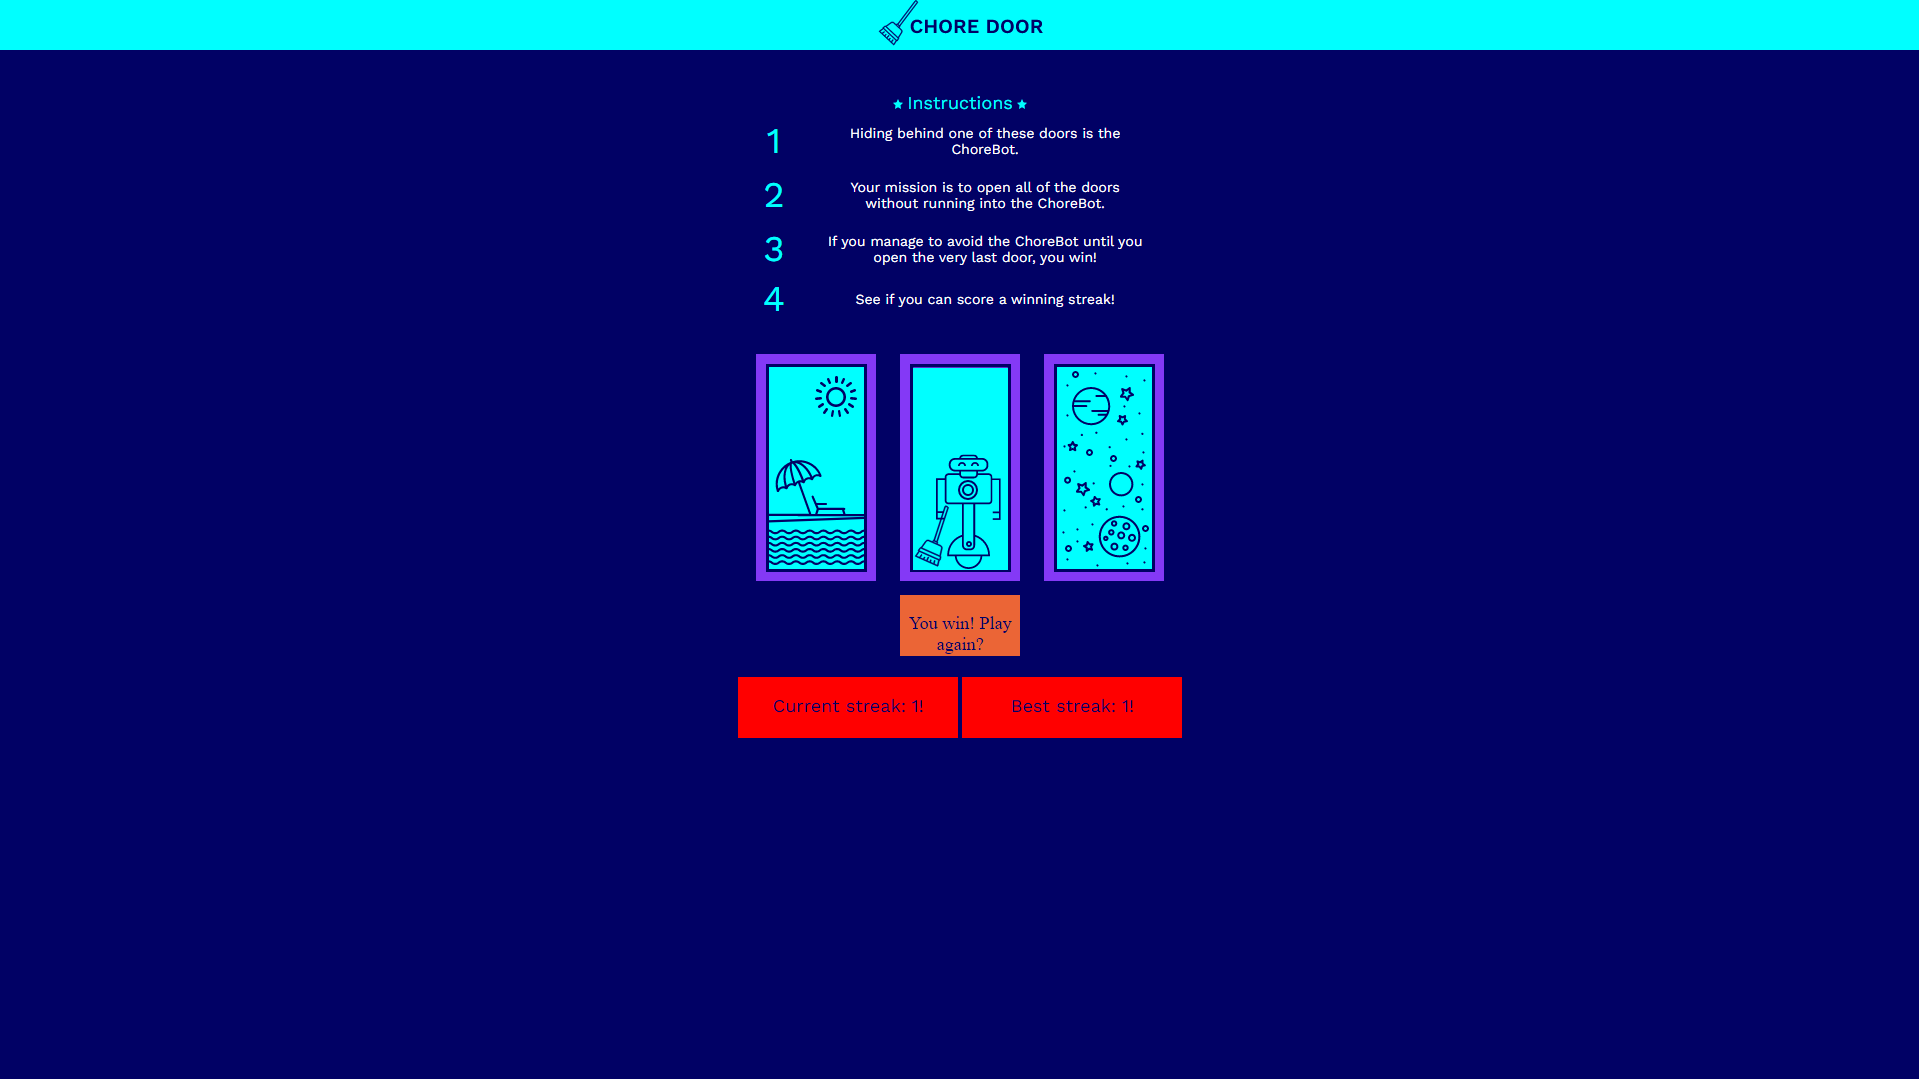 CHORE DOOR
Instructions
1
Hiding behind one of these doors is the
ChoreBot.
2
Your mission is to open all of the doors
without running into the ChoreBot.
3
If you manage to avoid the ChoreBot until you
open the very last door, you win!
4
See if you can score a winning streak!
You win! Play
again?
Current streak: 1!
Best streak: 1!